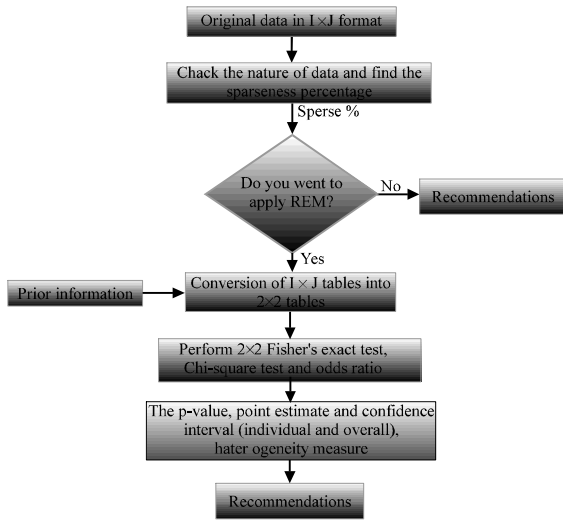 Original data in I×J format
Chack the nature of data and find the
sparseness percentage
Sperse %
Do you went to
apply REM?
No
Recommendations
Yes
Prior information
Conversion of I × J tables into
2×2 tables
Perform 2×2 Fisher's exact test,
Chi-square test and odds ratio
The p-value, point estimate and confidence
interval (individual and overall),
hater ogeneity measure
Recommendations